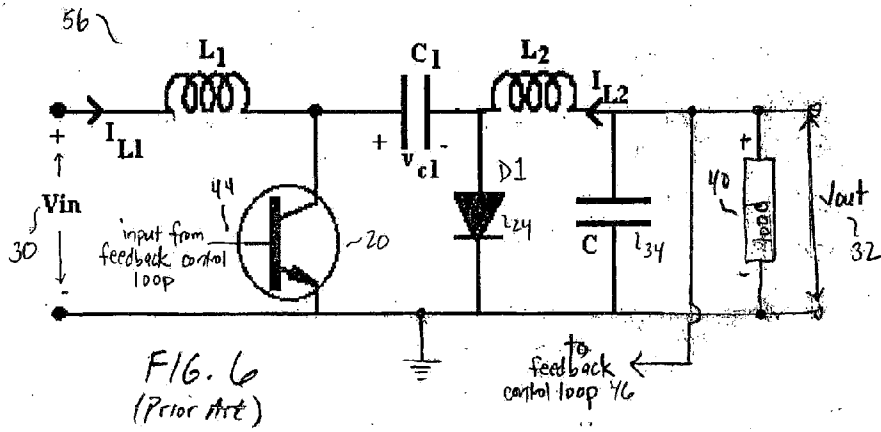 56
L1
C1
L2
IL2
+
IL1
+
-
vc1
D1
+
40
Vout
44
Vin
30
input from
feedback control
loop
20
24
C
34
32
-
-
to
feedback
control loop 46
FIG. 6
(Prior Art)